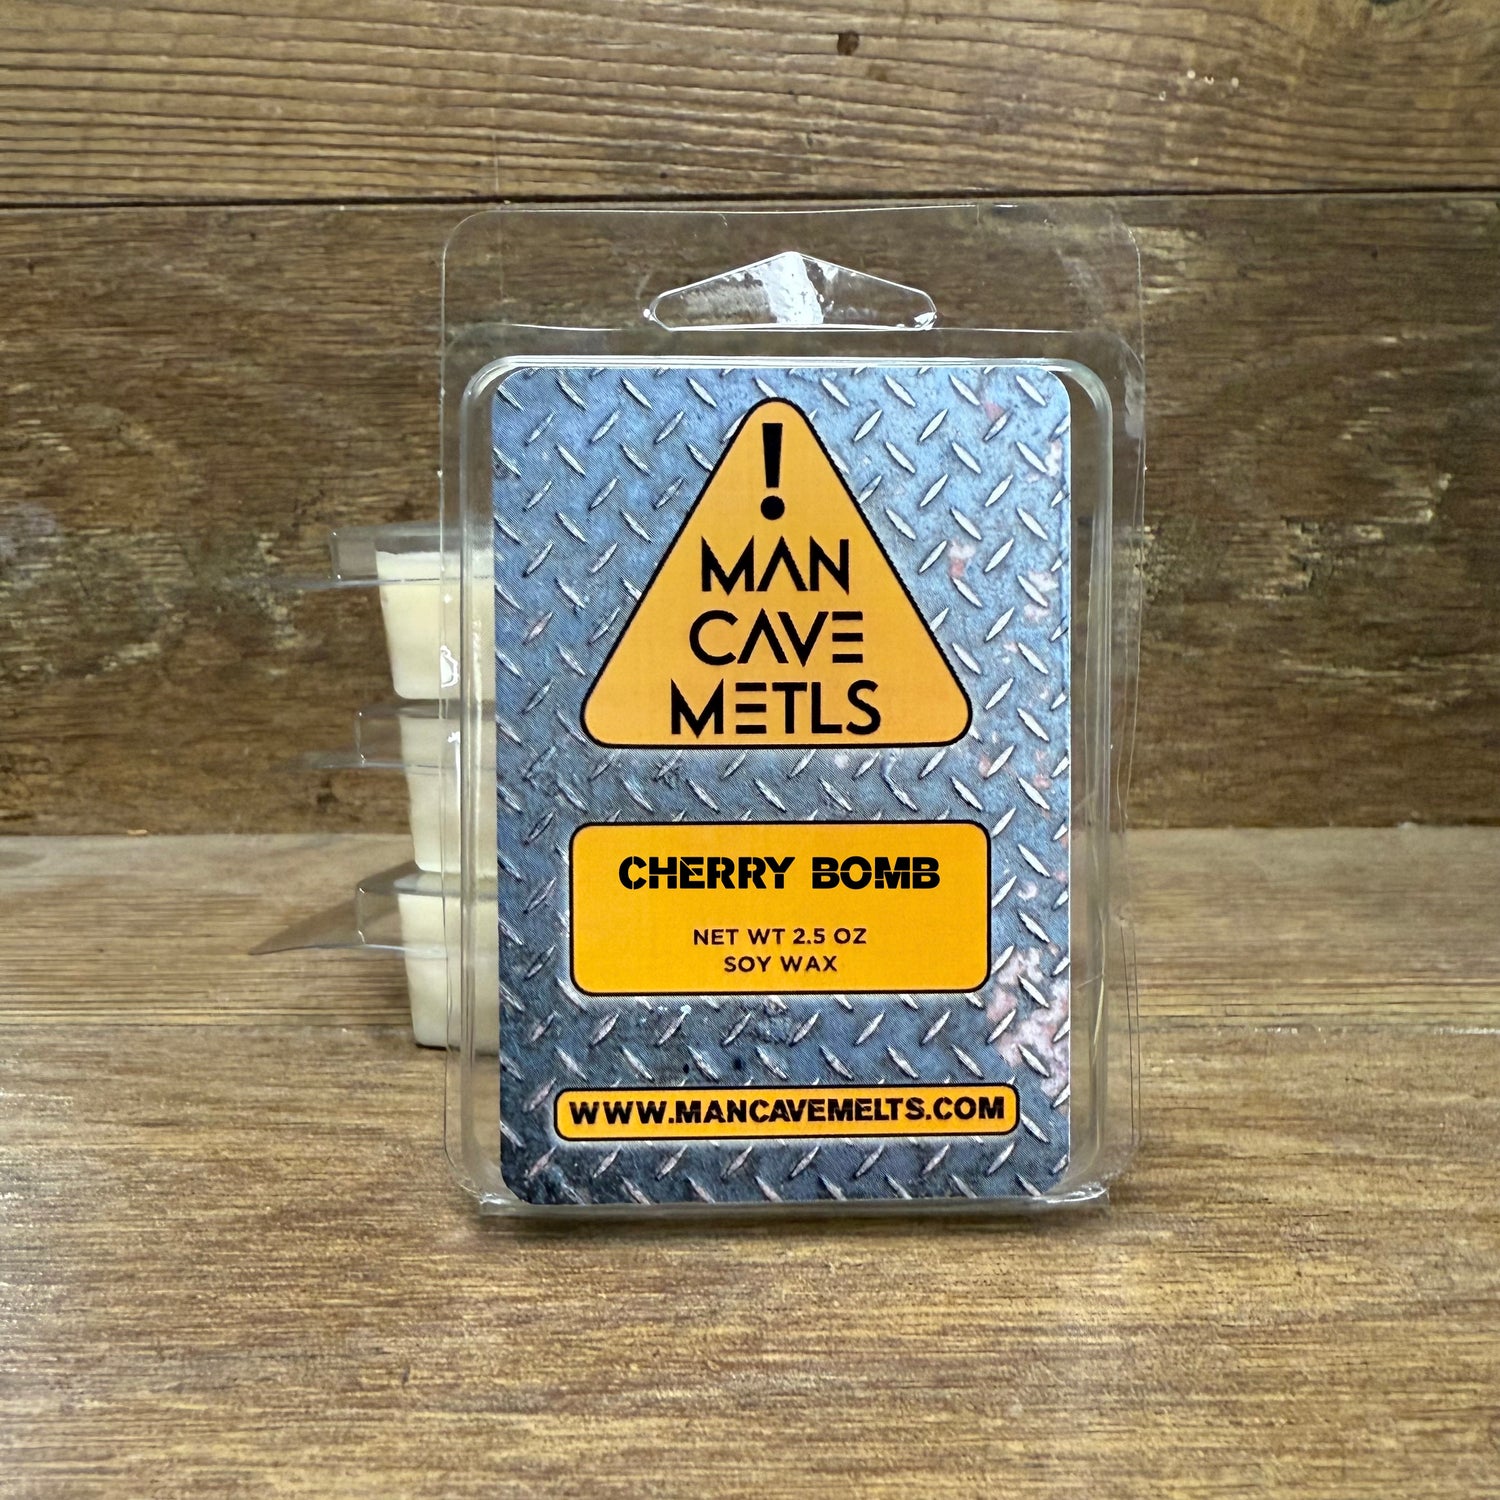 !
MAN
CAVE
METLS
CHERRY BOMB
NET WT 2.5 OZ
SOY WAX
WWW.MANCAVEMELTS.COM